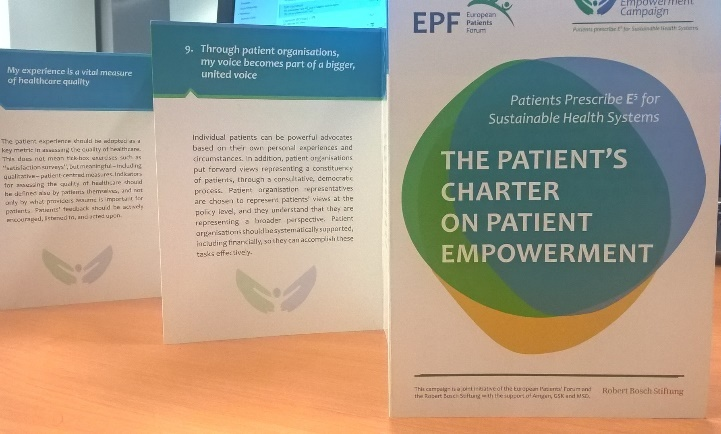 My experience is a vital measure
of healthcare quality
The patient experience should be adopted as a
key metric in assessing the quality of healthcare.
This does not mean tick-box exercises such as
"satisfaction surveys", but meaningful – including
qualitative – patient-centred measures. Indicators
for assessing the quality of healthcare should
be defined also by patients themselves, and not
only by what providers assume is important for
patients. Patients' feedback should be actively
encouraged, listened to, and acted upon.
9. Through patient organisations,
my voice becomes part of a bigger,
united voice
Individual patients can be powerful advocates
based on their own personal experiences and
circumstances. In addition, patient organisations
put forward views representing a constituency
of patients, through a consultative, democratic
process. Patient organisation representatives
are chosen to represent patients' views at the
policy level, and they understand that they are
representing a broader perspective. Patient
organisations should be systematically supported,
including financially, so they can accomplish these
tasks effectively.
EPF
European
Patients
Forum
Empowerment
Campaign
Patients prescribe E⁵ for Sustainable Health Systems
Patients Prescribe E⁵ for
Sustainable Health Systems
THE PATIENT'S
CHARTER
ON PATIENT
EMPOWERMENT
This campaign is a joint initiative of the European Patients' Forum and
the Robert Bosch Stiftung with the support of Amgen, GSK and MSD.
Robert Bosch Stiftung